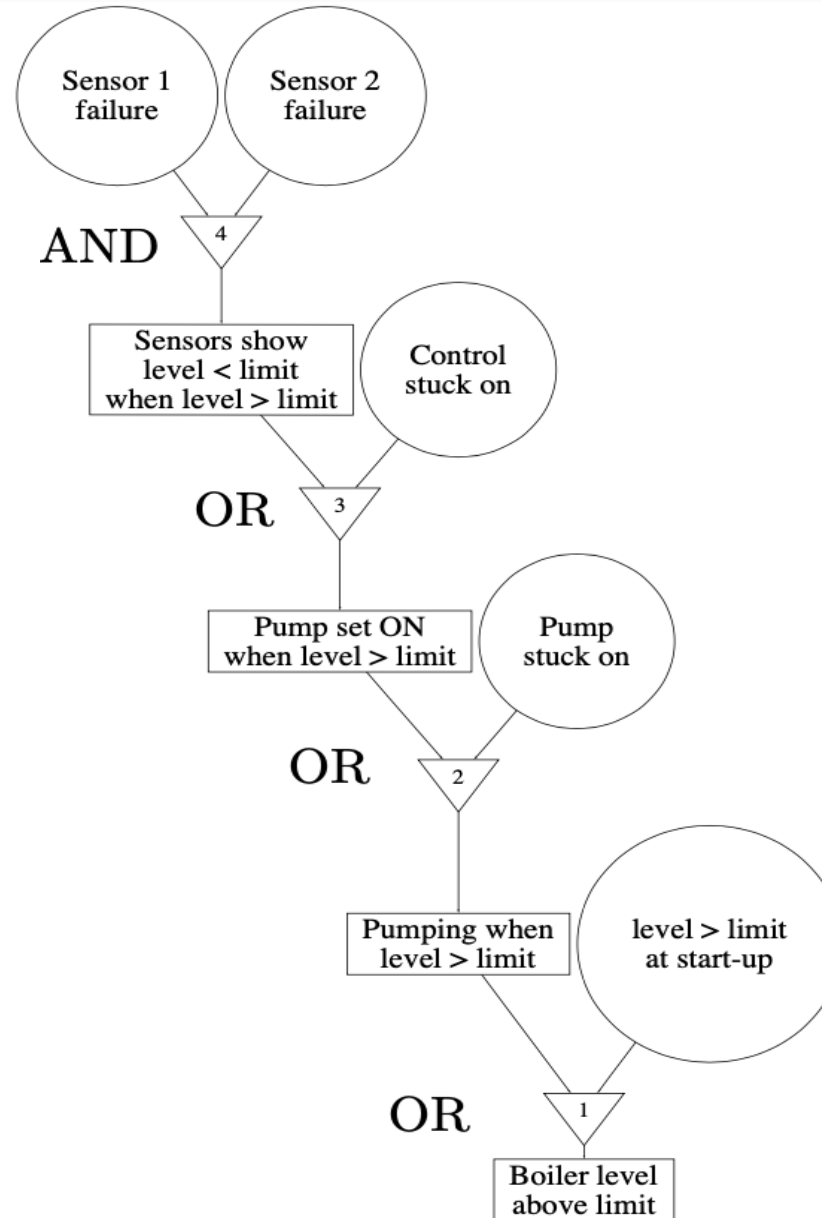 Sensor 1
failure
Sensor 2
failure
AND
4
Sensors show
level < limit
when level > limit
Control
stuck on
OR
3
Pump set ON
when level > limit
Pump
stuck on
OR
2
Pumping when
level > limit
level > limit
at start-up
OR
1
Boiler level
above limit